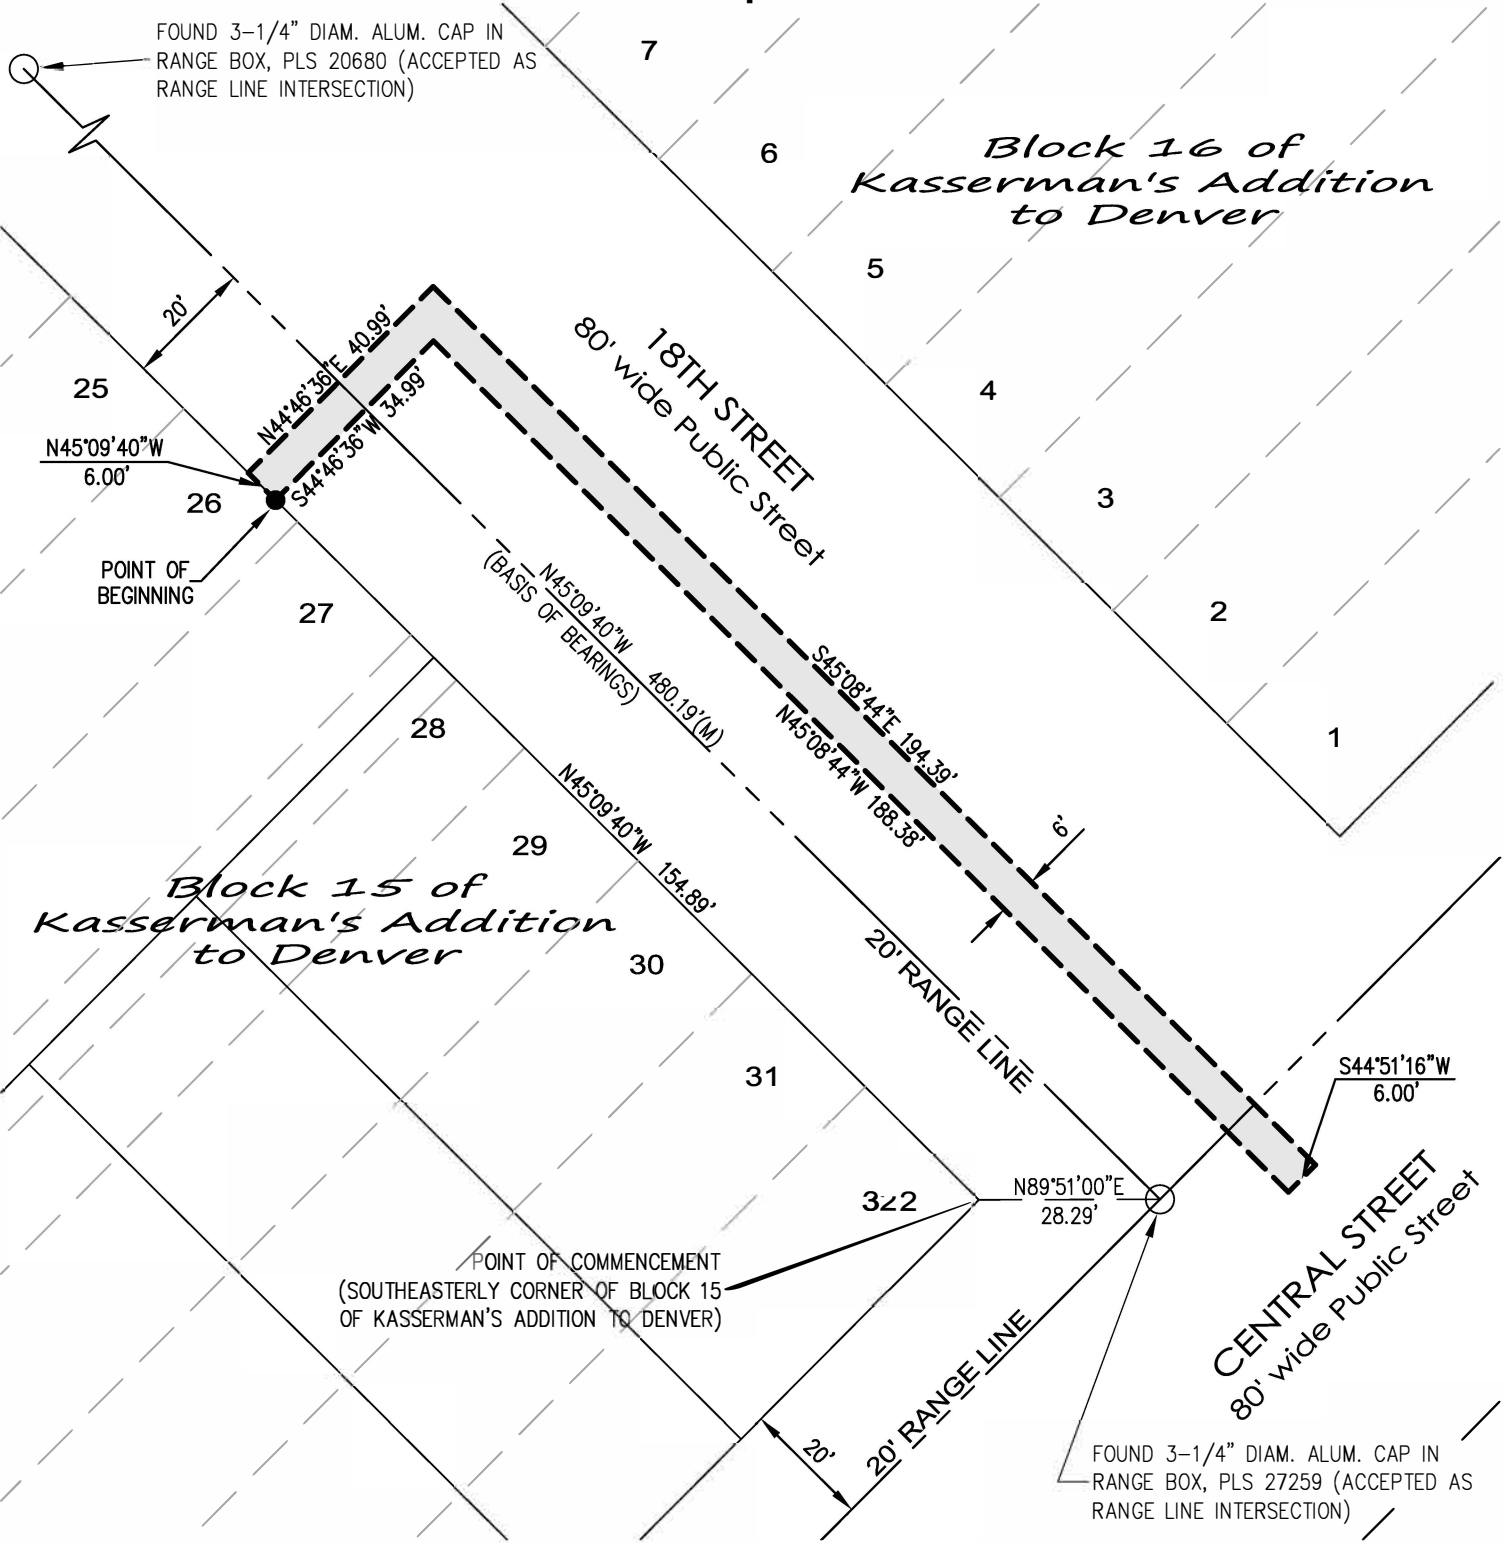 FOUND 3-1/4" DIAM. ALUM. CAP IN
RANGE BOX, PLS 20680 (ACCEPTED AS
RANGE LINE INTERSECTION)
7
6
Block 16 of
Kasserman's Addition
to Denver
5
20'
18TH STREET
80' wide Public Street
4
25
N44°46'36"E 40.99'
S44°46'36"W 34.99'
N45°09'40"W
6.00'
26
3
POINT OF
BEGINNING
27
2
N45°09'40"W 480.19'(M)
(BASIS OF BEARINGS)
S45°08'44"E 194.39'
N45°08'44"W 188.38'
28
1
N45°09'40"W 154.89'
29
6'
Block 15 of
Kasserman's Addition
to Denver
30
20' RANGE LINE
31
S44°51'16"W
6.00'
322
N89°51'00"E
28.29'
CENTRAL STREET
80' wide Public Street
POINT OF COMMENCEMENT
(SOUTHEASTERLY CORNER OF BLOCK 15
OF KASSERMAN'S ADDITION TO DENVER)
20' RANGE LINE
20'
FOUND 3-1/4" DIAM. ALUM. CAP IN
RANGE BOX, PLS 27259 (ACCEPTED AS
RANGE LINE INTERSECTION)